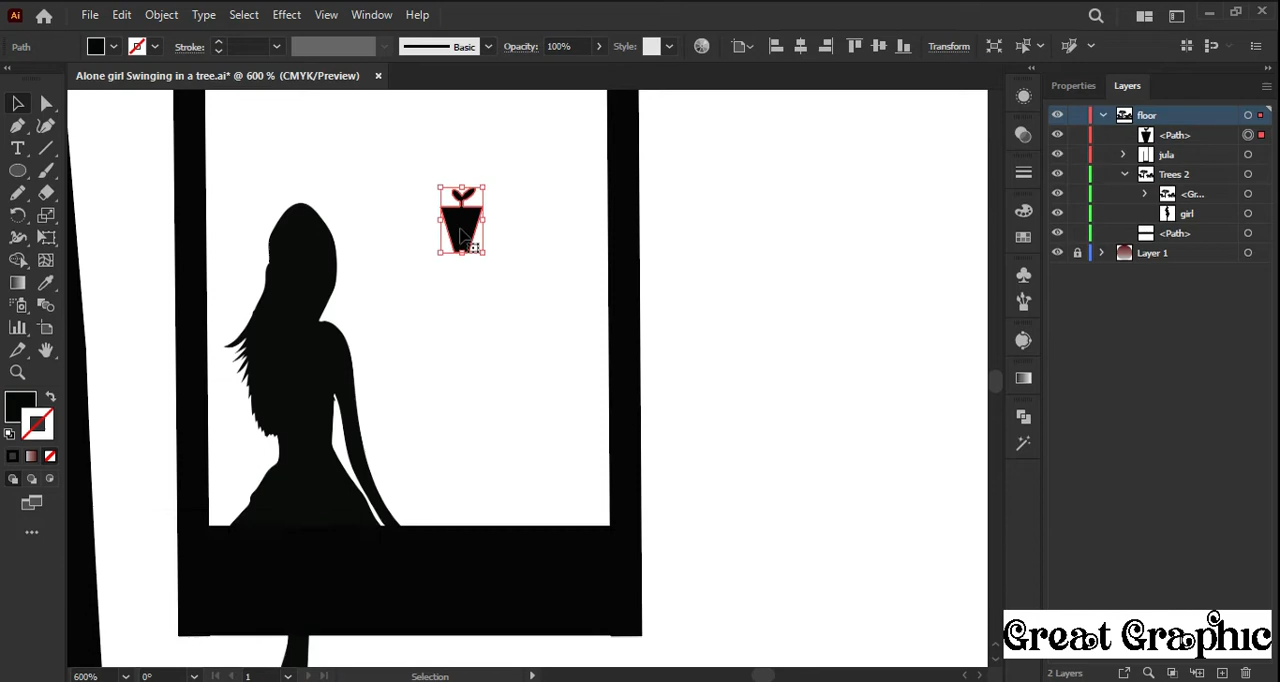 File Edit Object Type Select Effect View Window Help
Path Stroke: Basic Opacity: 100% Style: Transform
Alone girl Swinging in a tree.ai* @ 600 % (CMYK/Preview) ×
Properties Layers
floor
<Path>
jula
Trees 2
<Gr...
girl
<Path>
Layer 1
Great Graphic
600% 0° 1 Selection 2 Layers